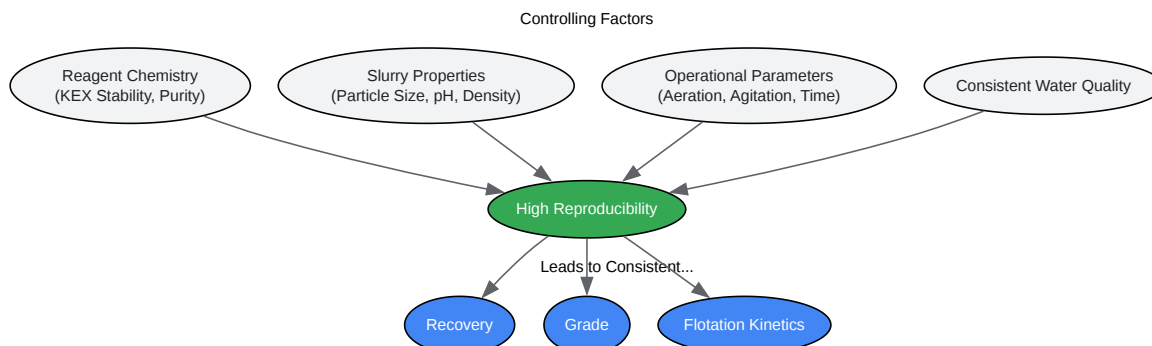 Controlling Factors
Reagent Chemistry
(KEX Stability, Purity)
Slurry Properties
(Particle Size, pH, Density)
Operational Parameters
(Aeration, Agitation, Time)
Consistent Water Quality
High Reproducibility
Leads to Consistent...
Recovery
Grade
Flotation Kinetics